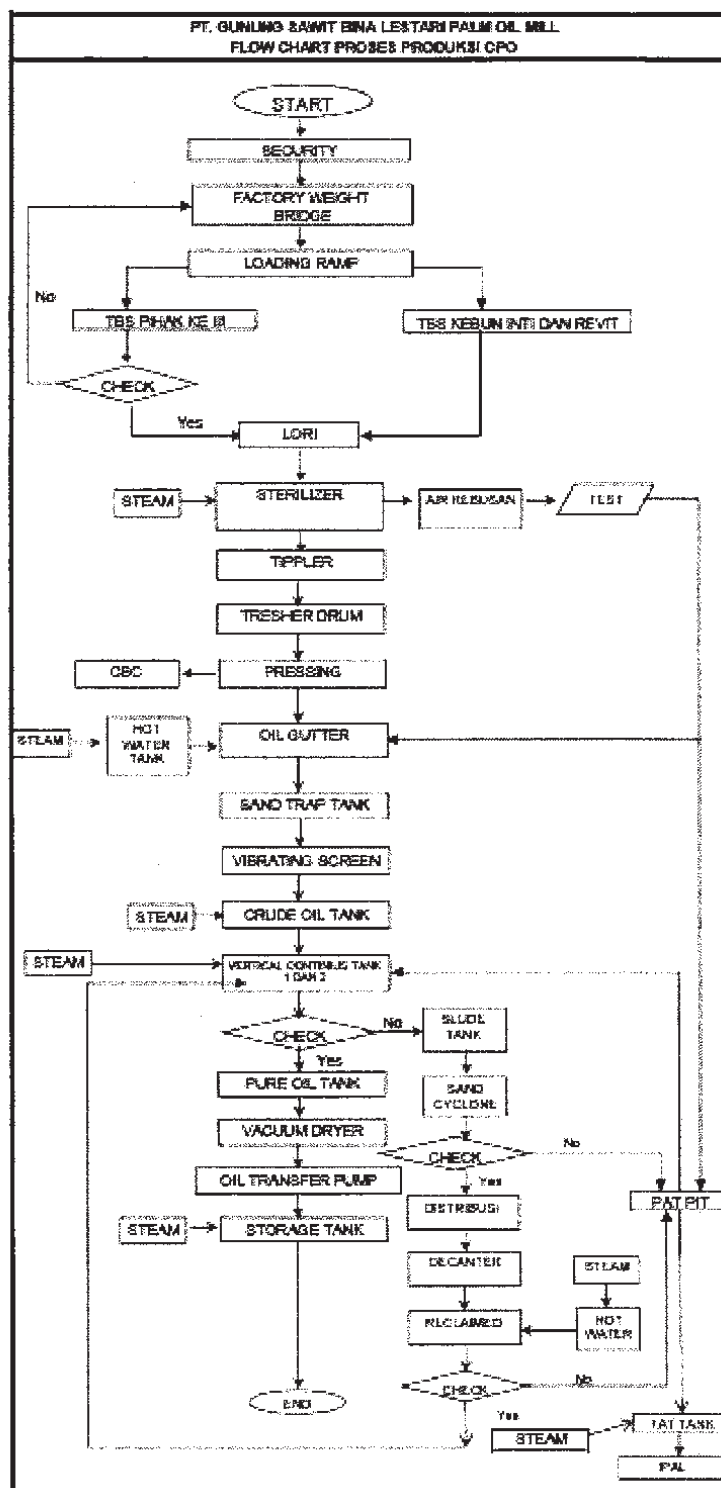 PT. GUNUNG SAWIT BINA LESTARI PALM OIL MILL
FLOW CHART PROSES PRODUKSI CPO
START
SECURITY
FACTORY WEIGHT
BRIDGE
LOADING RAMP
No
TBS PIHAK KE III
TBS KEBUN INTI DAN REVIT
CHECK
Yes
LORI
STEAM
STERILIZER
AIR REBUSAN
TEST
TIPPLER
TRESHER DRUM
CBC
PRESSING
STEAM
HOT
WATER
TANK
OIL GUTTER
SAND TRAP TANK
VIBRATING SCREEN
STEAM
CRUDE OIL TANK
STEAM
VERTICAL CONTINIUS TANK
1 DAN 2
CHECK
No
SLUDE
TANK
Yes
PURE OIL TANK
SAND
CYCLONE
VACUUM DRYER
CHECK
No
OIL TRANSFER PUMP
Yes
DISTRIBUSI
PAT PIT
STEAM
STORAGE TANK
DECANTER
STEAM
RECLAIMED
HOT
WATER
CHECK
No
END
Yes
STEAM
FAT TASK
IPAL